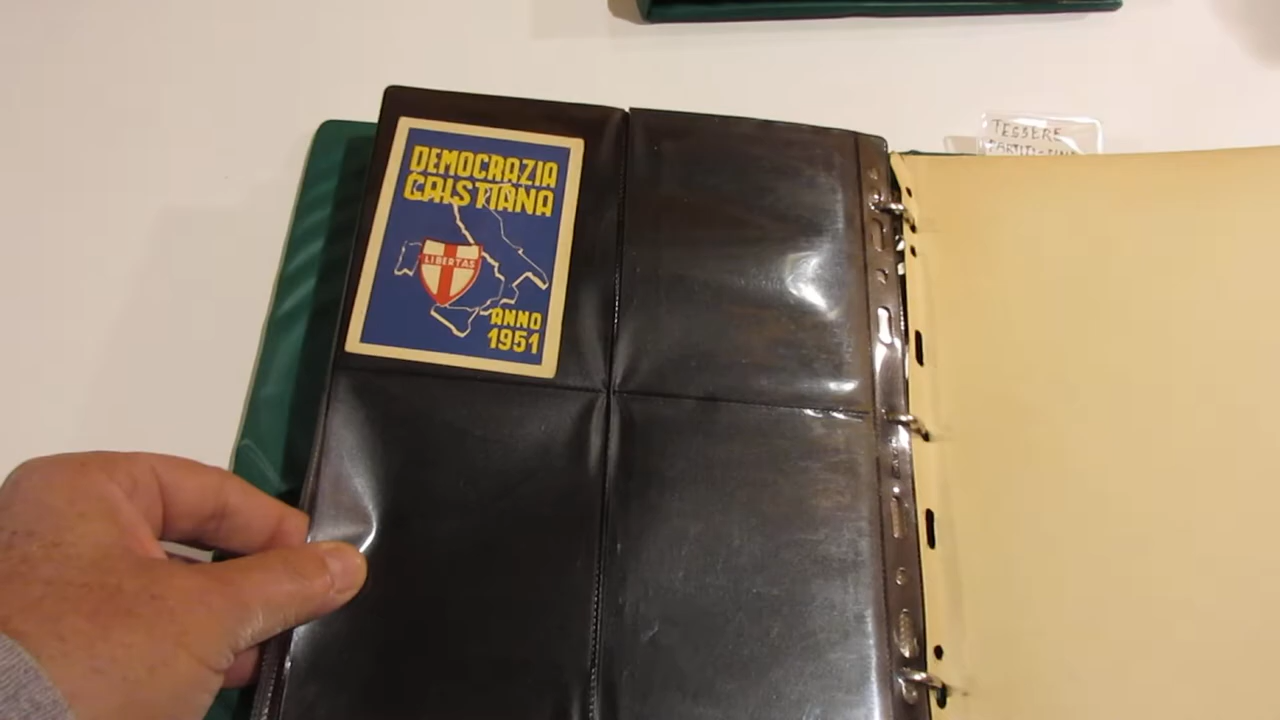 DEMOCRAZIA
CRISTIANA
LIBERTAS
ANNO
1951
TESSERE